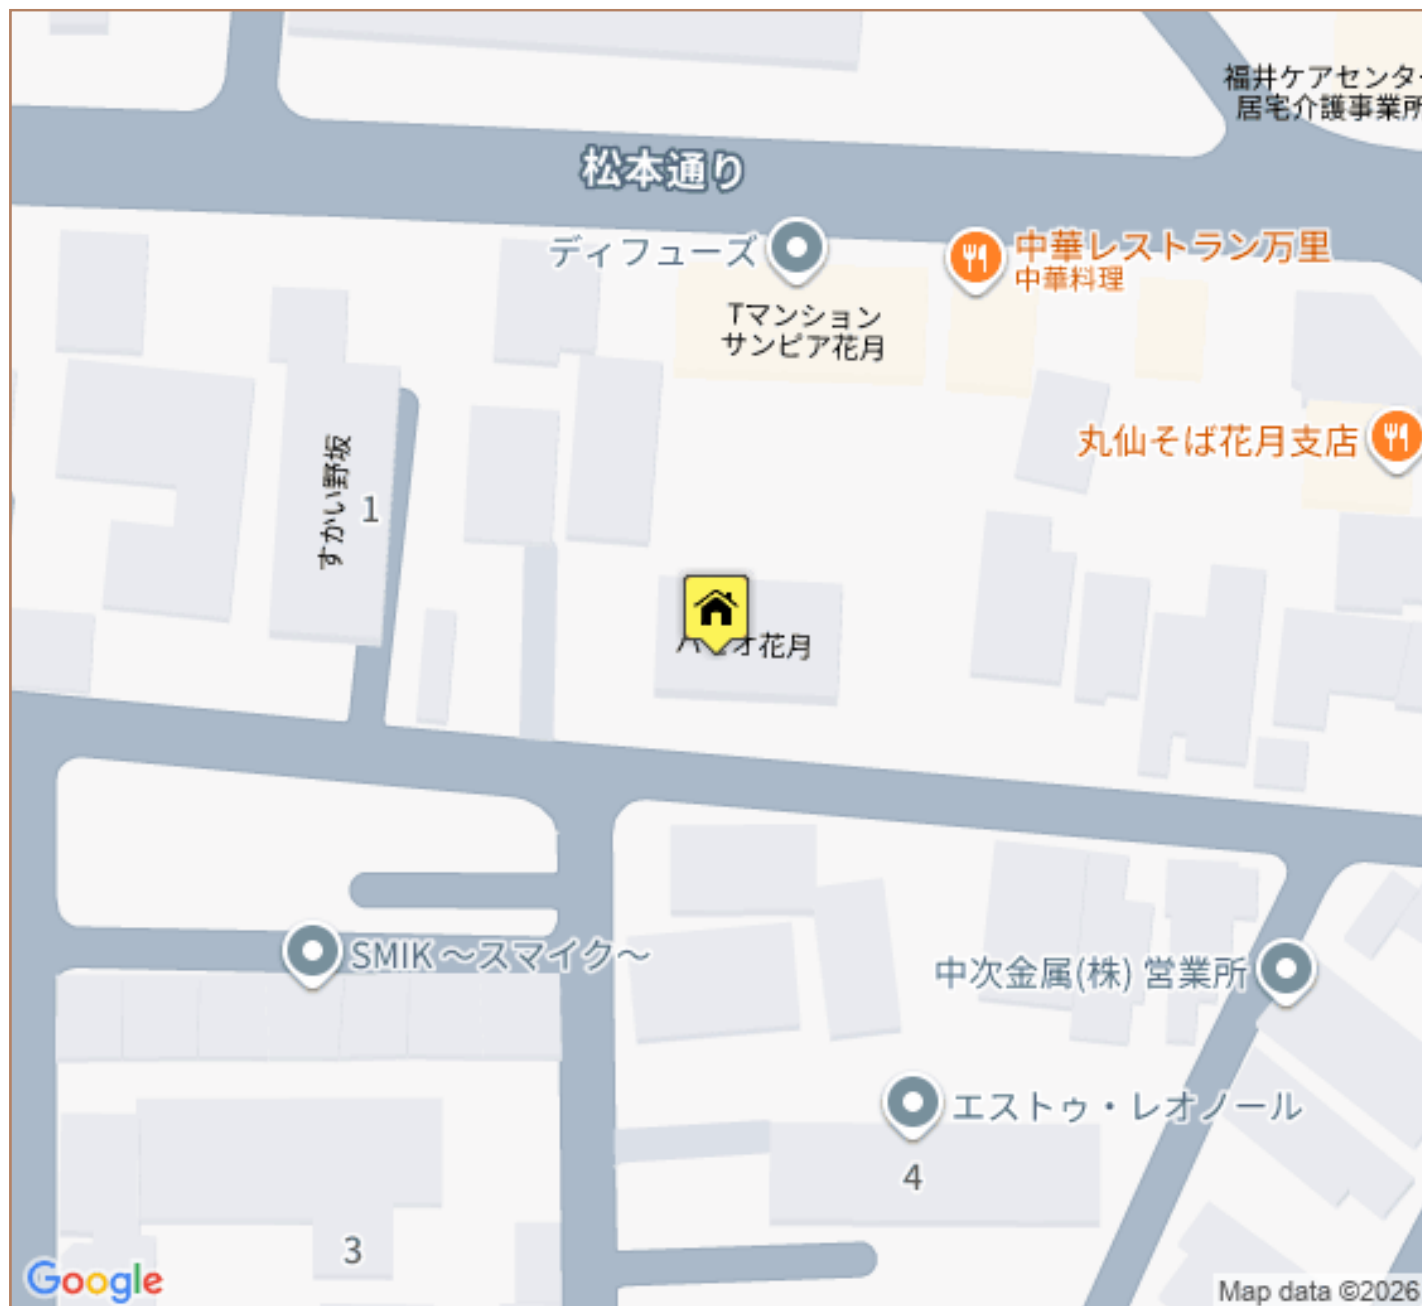 福井ケアセンタ
居宅介護事業所
松本通り
ディフューズ
中華レストラン万里
中華料理
Tマンション
サンピア花月
丸仙そば花月支店
すかい野坂
1
オ花月
SMIK ～スマイク～
中次金属(株) 営業所
エストゥ・レオノール
4
3
Google
Map data ©2026